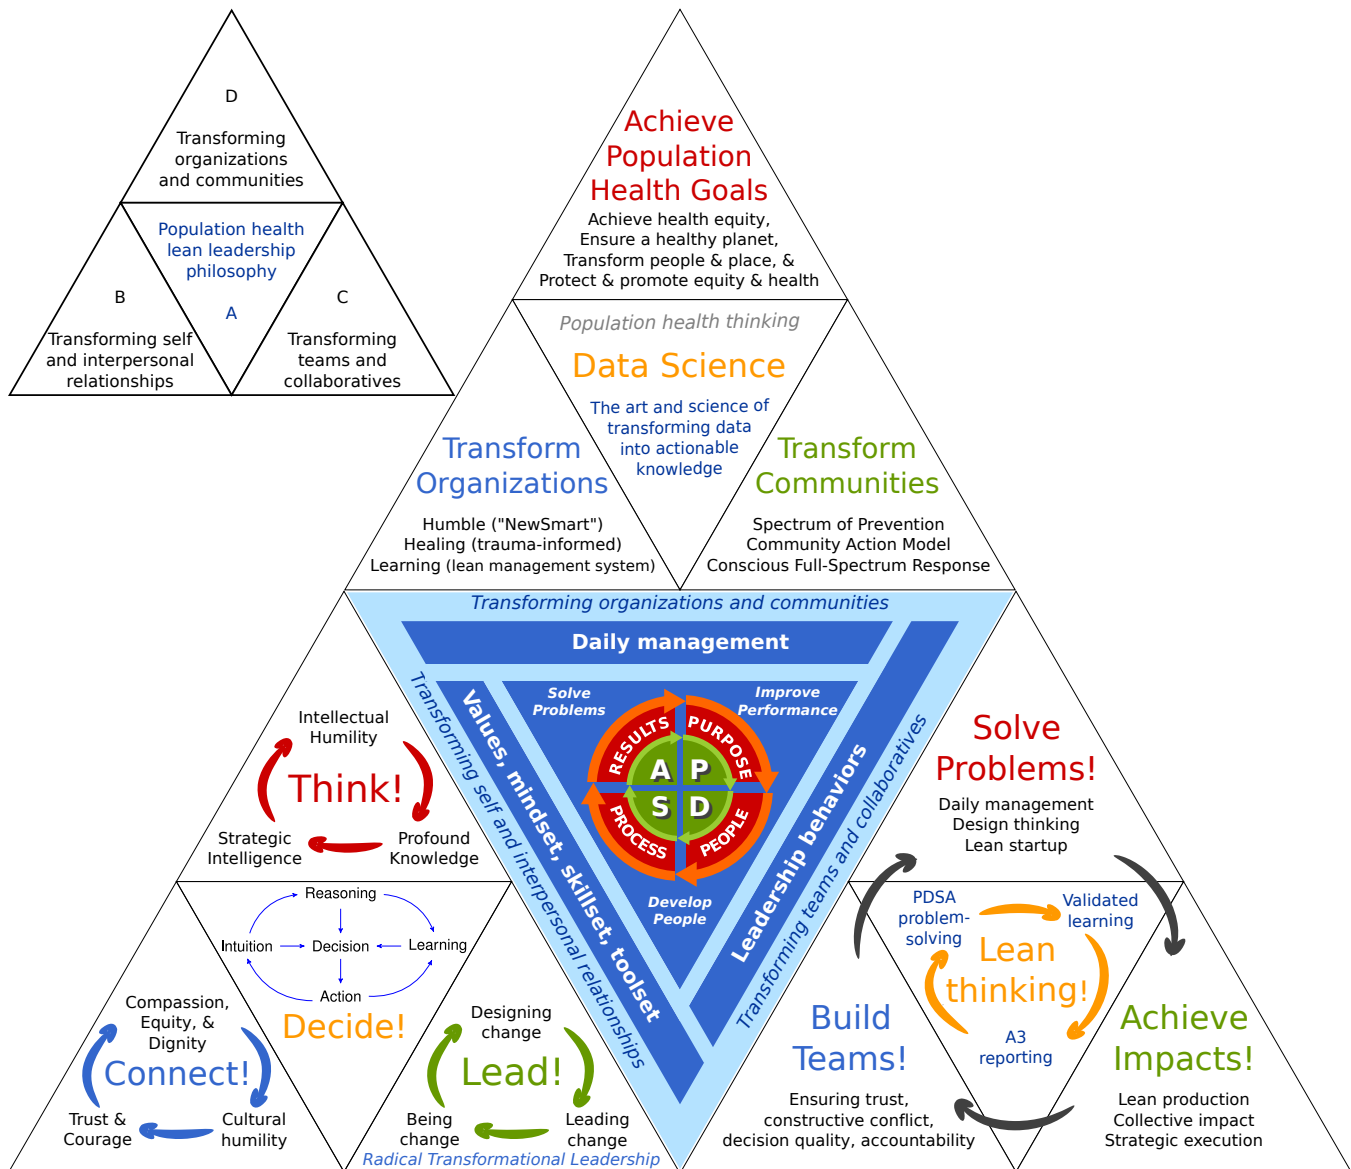 D
Transforming
organizations
and communities
Population health
lean leadership
philosophy
A
B
Transforming self
and interpersonal
relationships
C
Transforming
teams and
collaboratives
Achieve
Population
Health Goals
Achieve health equity,
Ensure a healthy planet,
Transform people & place, &
Protect & promote equity & health
Population health thinking
Data Science
The art and science of
transforming data
into actionable
knowledge
Transform
Organizations
Humble ("NewSmart")
Healing (trauma-informed)
Learning (lean management system)
Transform
Communities
Spectrum of Prevention
Community Action Model
Conscious Full-Spectrum Response
Transforming organizations and communities
Daily management
Transforming self and interpersonal relationships
Values, mindset, skillset, toolset
Solve
Problems
Improve
Performance
RESULTS
PURPOSE
A P
S D
PROCESS
PEOPLE
Develop
People
Leadership behaviors
Transforming teams and collaboratives
Intellectual
Humility
Think!
Strategic
Intelligence
Profound
Knowledge
Reasoning
Intuition
Decision
Learning
Action
Decide!
Compassion,
Equity, &
Dignity
Connect!
Trust &
Courage
Cultural
humility
Designing
change
Lead!
Being
change
Leading
change
Radical Transformational Leadership
Solve
Problems!
Daily management
Design thinking
Lean startup
PDSA
problem-
solving
Validated
learning
Lean
thinking!
A3
reporting
Build
Teams!
Ensuring trust,
constructive conflict,
decision quality, accountability
Achieve
Impacts!
Lean production
Collective impact
Strategic execution